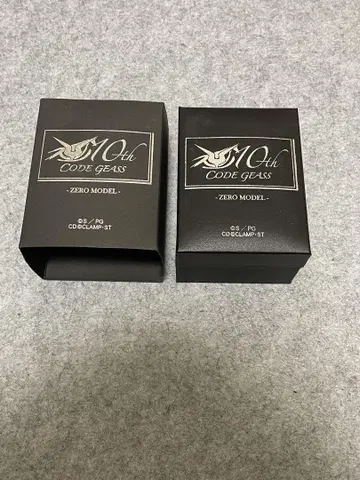 10th
CODE GEASS
- ZERO MODEL -
©S／PG
CD©CLAMP・ST
10th
CODE GEASS
- ZERO MODEL -
©S／PG
CD©CLAMP・ST